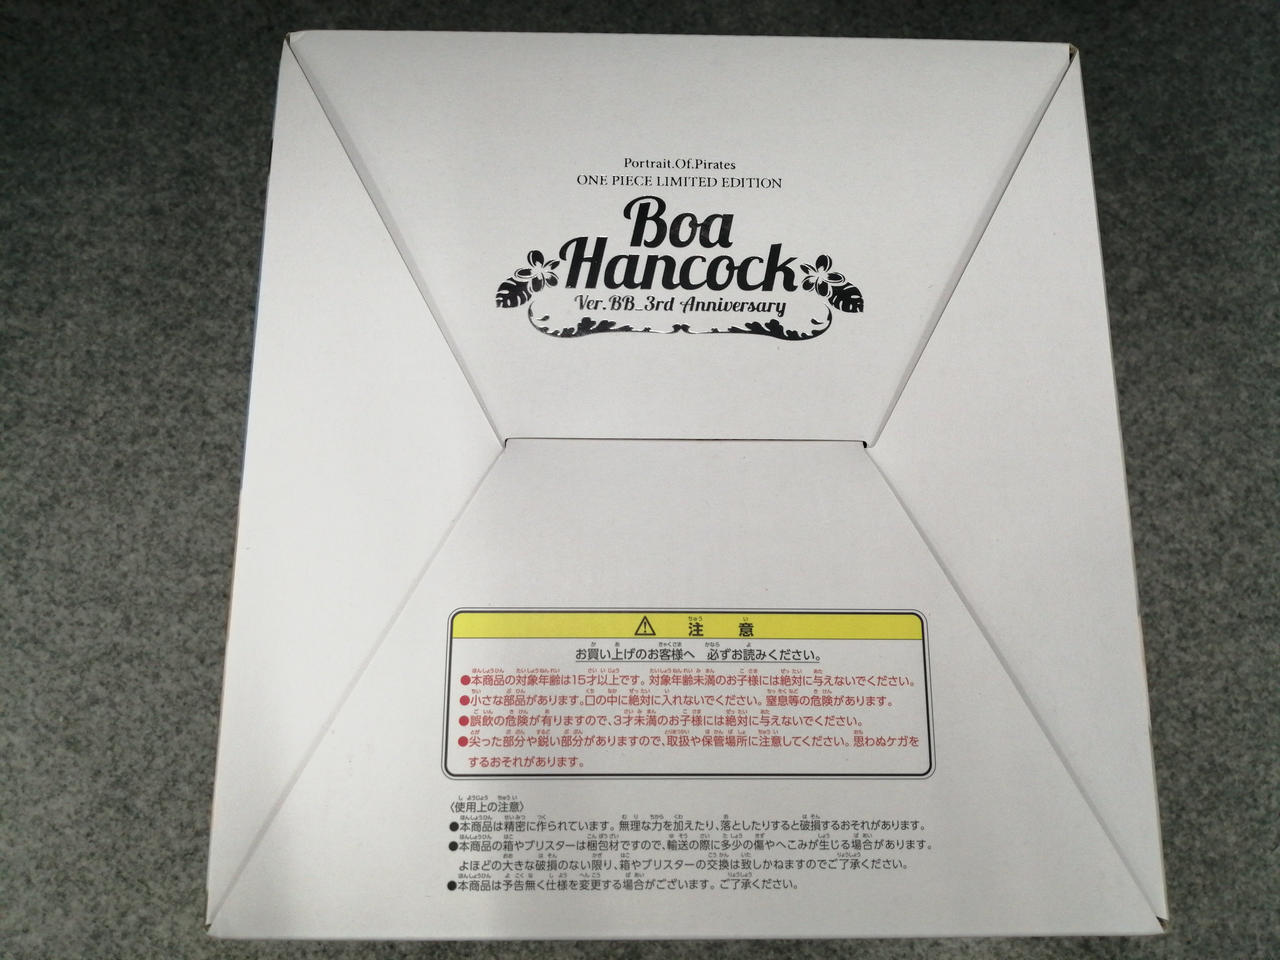 Portrait.Of.Pirates
ONE PIECE LIMITED EDITION
Boa
Hancock
Ver.BB_3rd Anniversary
注意
お買い上げのお客様へ 必ずお読みください。
●本商品の対象年齢は15才以上です。対象年齢未満のお子様には絶対に与えないでください。
●小さな部品があります。口の中に絶対に入れないでください。窒息等の危険があります。
●誤飲の危険が有りますので、3才未満のお子様には絶対に与えないでください。
●尖った部分や鋭い部分がありますので、取扱や保管場所に注意してください。思わぬケガを
するおそれがあります。
〈使用上の注意〉
●本商品は精密に作られています。無理な力を加えたり、落としたりすると破損するおそれがあります。
●本商品の箱やブリスターは梱包材ですので、輸送の際に多少の傷やへこみが生じる場合があります。
よほどの大きな破損のない限り、箱やブリスターの交換は致しかねますのでご了承ください。
●本商品は予告無く仕様を変更する場合がございます。ご了承ください。